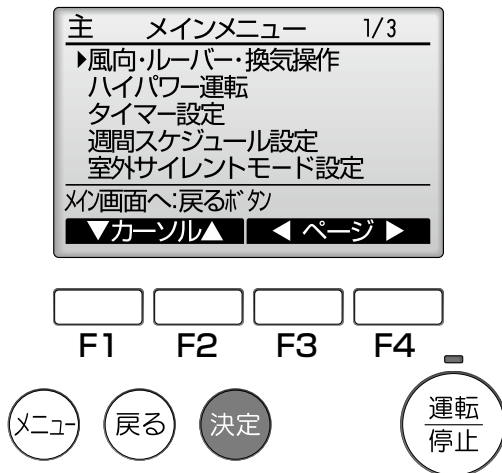 主 メインメニュー 1/3
▶風向・ルーバー・換気操作
ハイパワー運転
タイマー設定
週間スケジュール設定
室外サイレントモード設定
メイン画面へ:戻るボタン
▼カーソル▲ ◀ ページ ▶
F1 F2 F3 F4
メニュー 戻る 決定 運転
停止